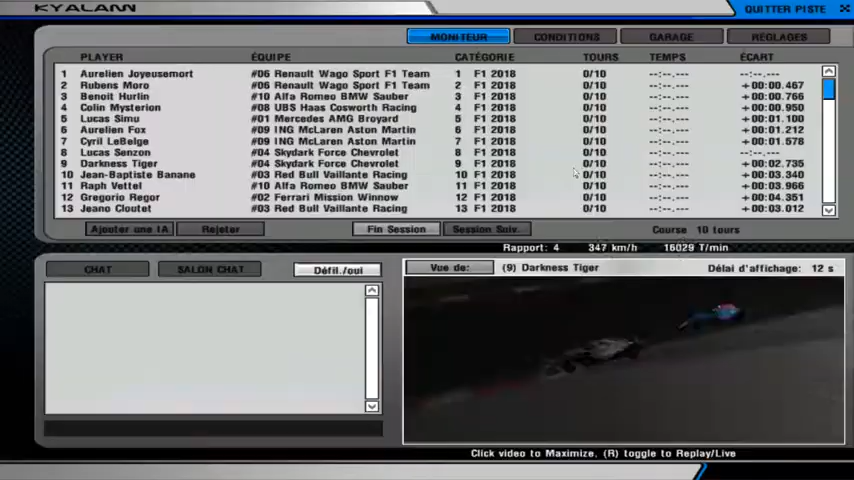 KYALAMI QUITTER PISTE
MONITEUR CONDITIONS GARAGE RÉGLAGES
PLAYER ÉQUIPE CATÉGORIE TOURS TEMPS ÉCART
1 Aurelien Joyeusemort #06 Renault Wago Sport F1 Team 1 F1 2018 0/10 --:--.--- --:--.---
2 Rubens Moro #06 Renault Wago Sport F1 Team 2 F1 2018 0/10 --:--.--- +00:00.467
3 Benoit Hurlin #10 Alfa Romeo BMW Sauber 3 F1 2018 0/10 --:--.--- +00:00.766
4 Colin Mysterion #08 UBS Haas Cosworth Racing 4 F1 2018 0/10 --:--.--- +00:00.950
5 Lucas Simu #01 Mercedes AMG Broyard 5 F1 2018 0/10 --:--.--- +00:01.100
6 Aurelien Fox #09 ING McLaren Aston Martin 6 F1 2018 0/10 --:--.--- +00:01.212
7 Cyril LeBelge #09 ING McLaren Aston Martin 7 F1 2018 0/10 --:--.--- +00:01.578
8 Lucas Senzon #04 Skydark Force Chevrolet 8 F1 2018 0/10 --:--.--- --:--.---
9 Darkness Tiger #04 Skydark Force Chevrolet 9 F1 2018 0/10 --:--.--- +00:02.735
10 Jean-Baptiste Banane #03 Red Bull Vaillante Racing 10 F1 2018 0/10 --:--.--- +00:03.340
11 Raph Vettel #10 Alfa Romeo BMW Sauber 11 F1 2018 0/10 --:--.--- +00:03.966
12 Gregorio Regor #02 Ferrari Mission Winnow 12 F1 2018 0/10 --:--.--- +00:04.351
13 Jeano Cloutet #03 Red Bull Vaillante Racing 13 F1 2018 0/10 --:--.--- +00:03.012
Ajouter une IA Rejeter Fin Session Session Suiv. Course 10 tours
Rapport: 4 347 km/h 16029 T/min
CHAT SALON CHAT Défil./oui Vue de: (9) Darkness Tiger Délai d'affichage: 12 s
Click video to Maximize. (R) toggle to Replay/Live